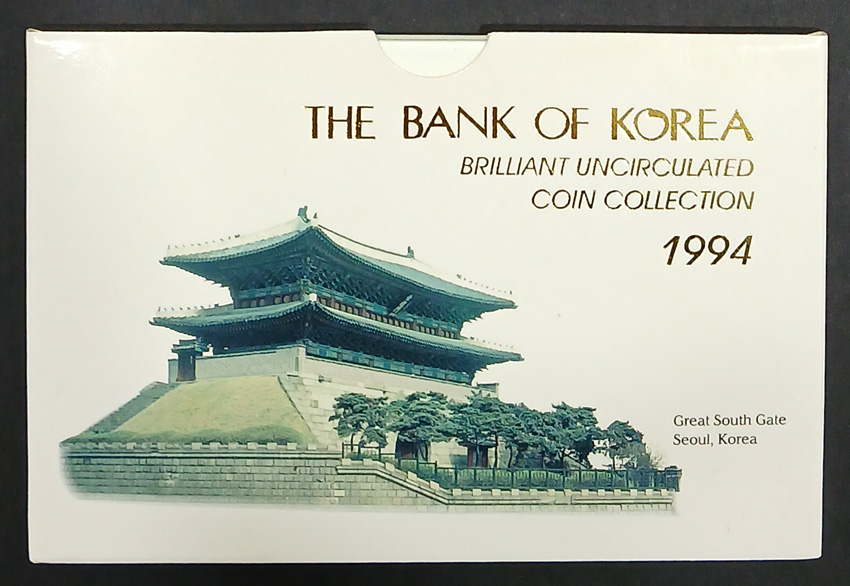 THE BANK OF KOREA
BRILLIANT UNCIRCULATED
COIN COLLECTION
1994
Great South Gate
Seoul, Korea